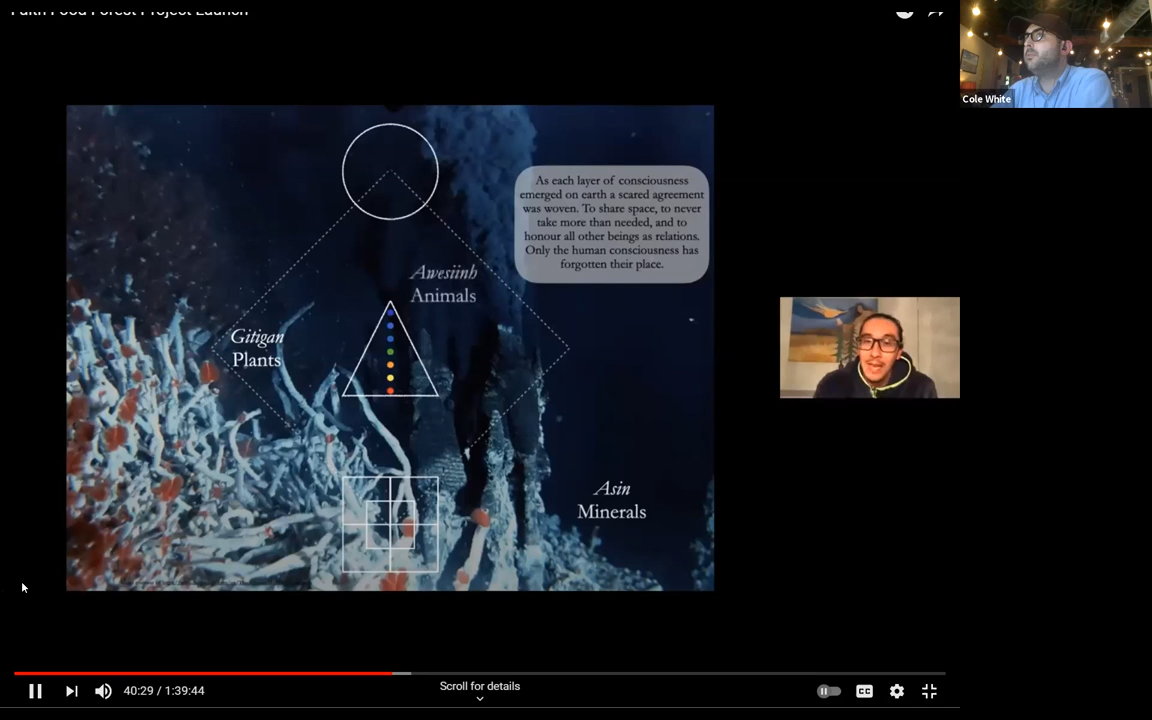 Faith Food Forest Project Launch
Cole White
As each layer of consciousness
emerged on earth a scared agreement
was woven. To share space, to never
take more than needed, and to
honour all other beings as relations.
Only the human consciousness has
forgotten their place.
Awesiinh
Animals
Gitigan
Plants
Asin
Minerals
40:29 / 1:39:44
Scroll for details
CC